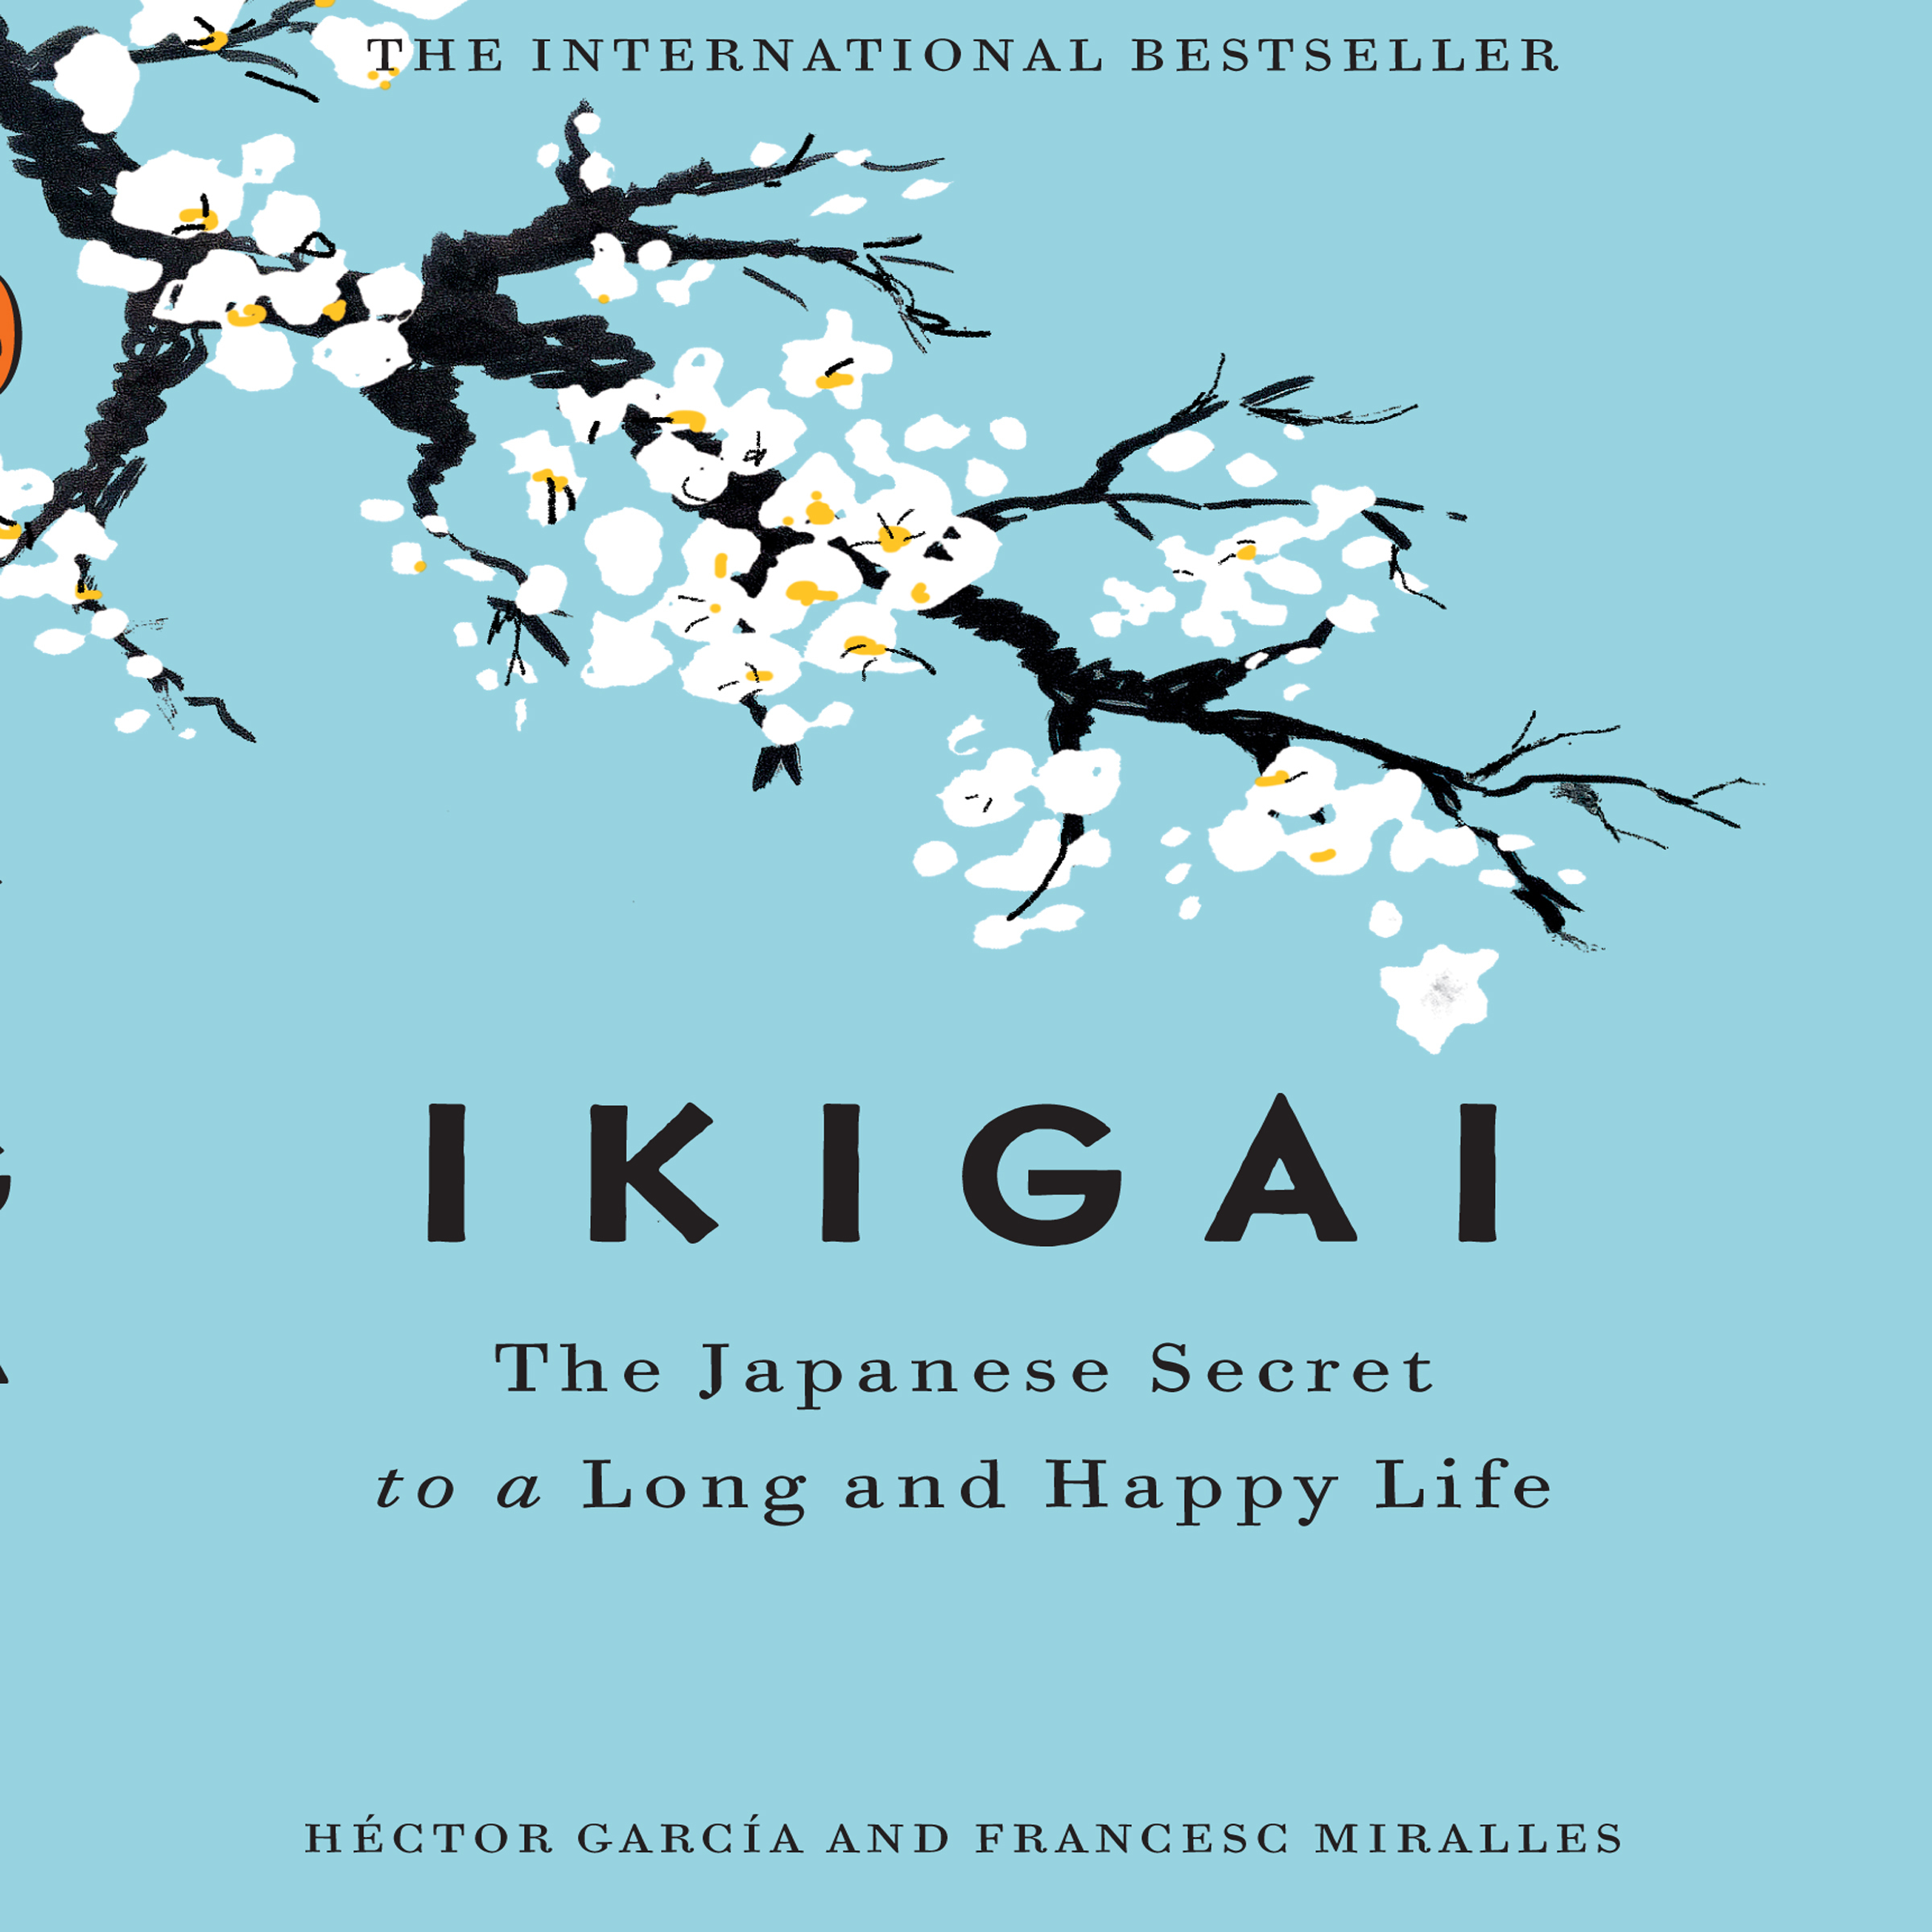 THE INTERNATIONAL BESTSELLER
IKIGAI
The Japanese Secret
to a Long and Happy Life
HÉCTOR GARCÍA AND FRANCESC MIRALLES